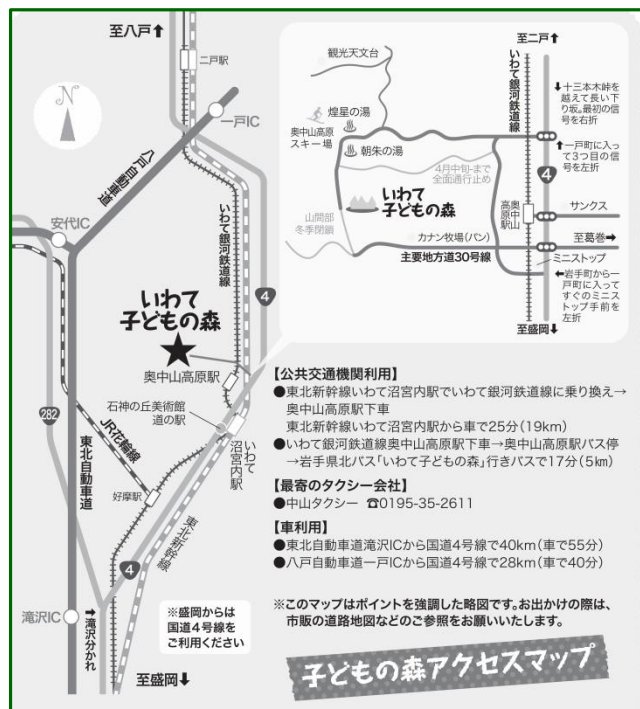 至八戸↑
二戸駅
N
一戸IC
八戸自動車道
安代IC
いわて銀河鉄道線
4
いわて
子どもの森
奥中山高原駅
282
石神の丘美術館
道の駅
いわて
沼宮内駅
JR花輪線
東北自動車道
好摩駅
東北新幹線
4
滝沢IC
→滝沢分かれ
※盛岡からは
国道4号線を
ご利用ください
至盛岡↓
至二戸↑
観光天文台
いわて銀河鉄道線
↓十三本木峠を
越えて長い下
り坂。最初の信
号を右折
煌星の湯
奥中山高原
スキー場
朝朱の湯
↑一戸町に入っ
て3つ目の信
号を左折
4月中旬-まで
全面通行止め
4
いわて
子どもの森
奥中山
高原駅
サンクス
山間部
冬季閉鎖
カナン牧場(パン)
至葛巻→
主要地方道30号線
ミニストップ
←岩手町から一
戸町に入って
すぐのミニス
トップ手前を
左折
至盛岡↓
【公共交通機関利用】
●東北新幹線いわて沼宮内駅でいわて銀河鉄道線に乗り換え→
奥中山高原駅下車
東北新幹線いわて沼宮内駅から車で25分(19km)
●いわて銀河鉄道線奥中山高原駅下車→奥中山高原駅バス停
→岩手県北バス「いわて子どもの森」行きバスで17分(5km)
【最寄のタクシー会社】
●中山タクシー ☎0195-35-2611
【車利用】
●東北自動車道滝沢ICから国道4号線で40km(車で55分)
●八戸自動車道一戸ICから国道4号線で28km(車で40分)
※このマップはポイントを強調した略図です。お出かけの際は、
市販の道路地図などのご参照をお願いいたします。
子どもの森アクセスマップ